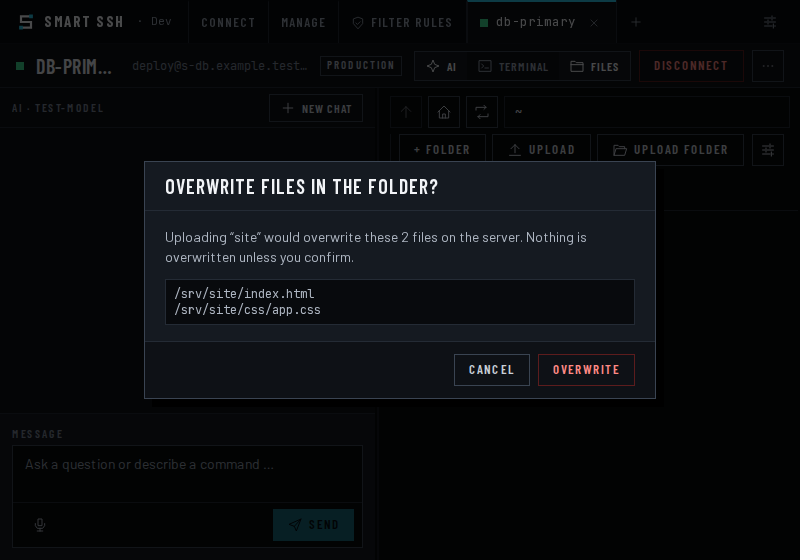 SMART SSH · Dev
CONNECT
MANAGE
FILTER RULES
db-primary
DB-PRIM…
deploy@s-db.example.test…
PRODUCTION
AI
TERMINAL
FILES
DISCONNECT
AI · TEST-MODEL
NEW CHAT
~
+ FOLDER
UPLOAD
UPLOAD FOLDER
OVERWRITE FILES IN THE FOLDER?
Uploading “site” would overwrite these 2 files on the server. Nothing is
overwritten unless you confirm.
/srv/site/index.html
/srv/site/css/app.css
CANCEL
OVERWRITE
MESSAGE
Ask a question or describe a command …
SEND